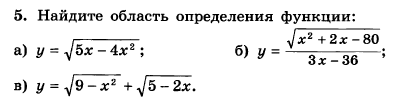 5. Найдите область определения функции:
а) y = √(5x − 4x²); б) y = √(x² + 2x − 80) / (3x − 36);
в) y = √(9 − x²) + √(5 − 2x).